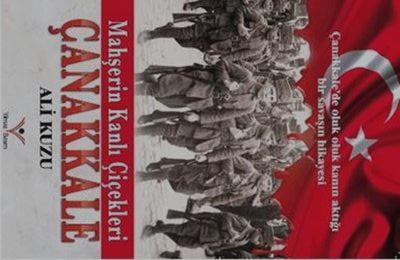 Çanakkale'de oluk oluk kanın aktığı
bir savaşın hikayesi
Mahşerin Kanlı Çiçekleri
ÇANAKKALE
ALİ KUZU